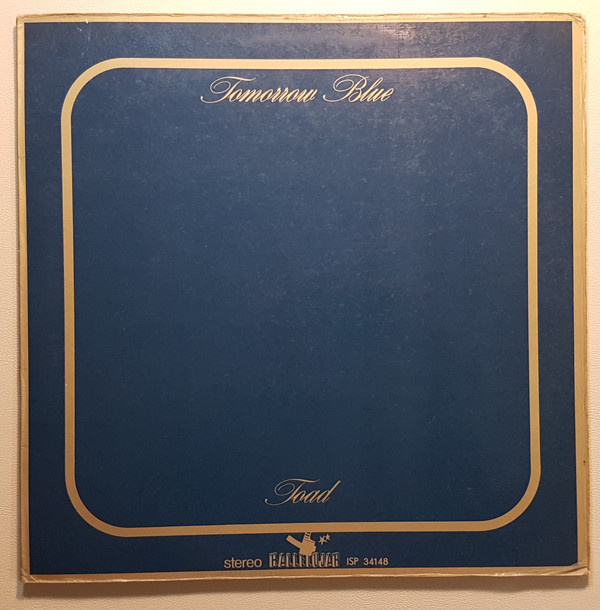 Tomorrow Blue
Toad
stereo HALLELUJAH ISP 34148